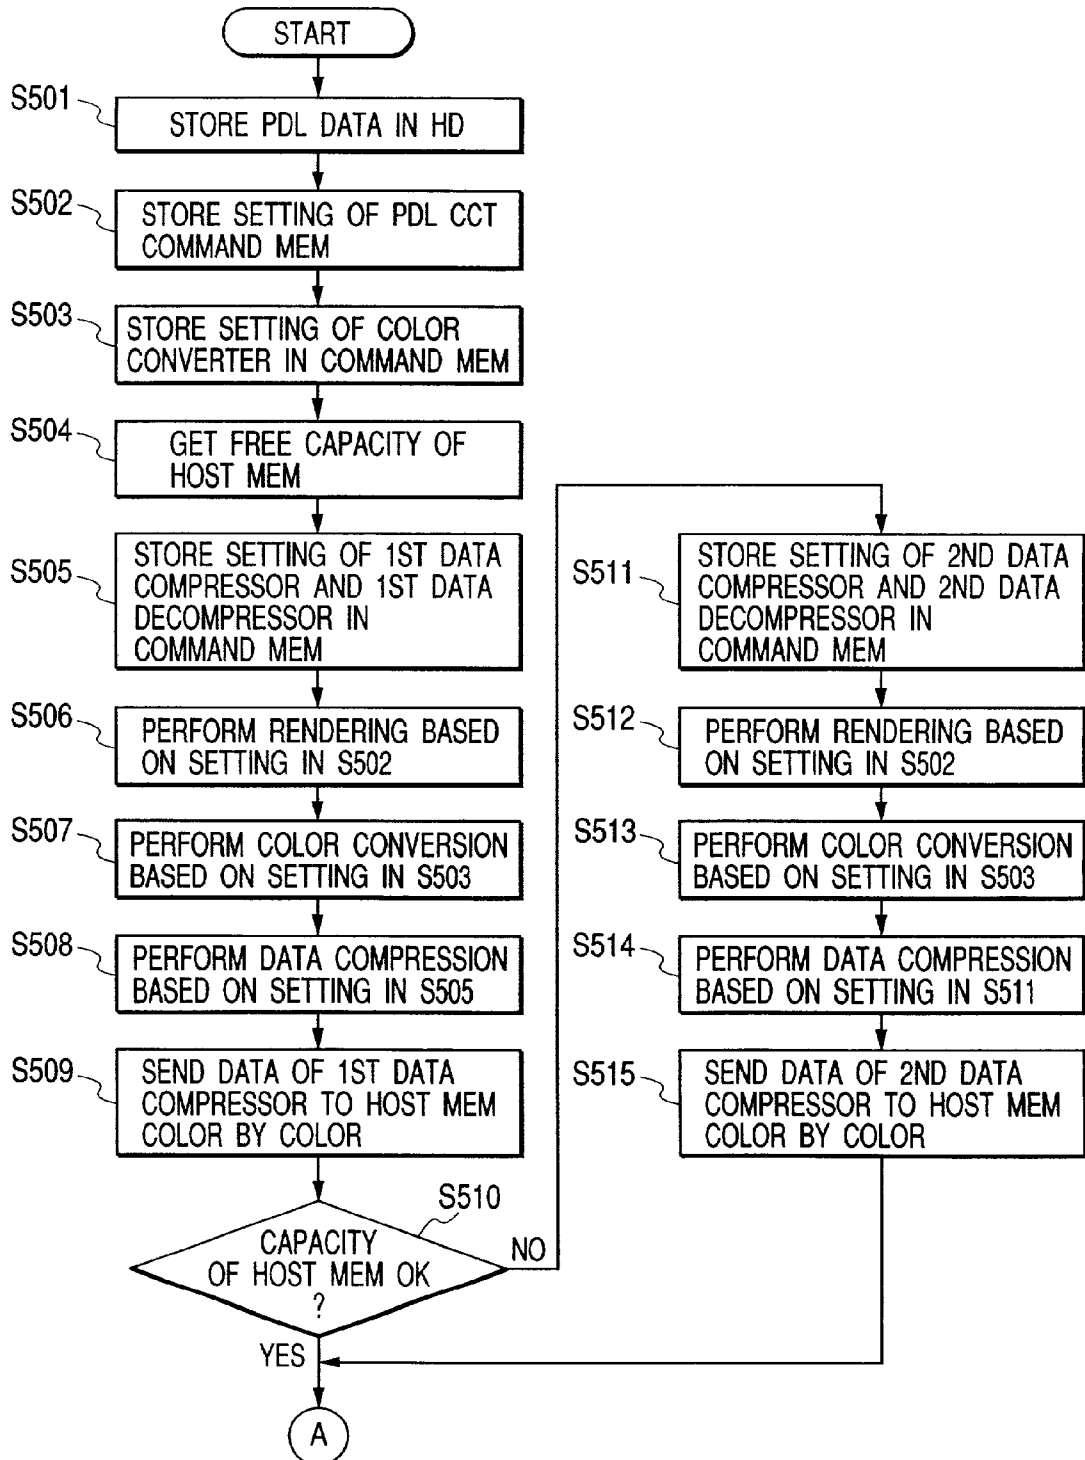 START
S501
STORE PDL DATA IN HD
S502
STORE SETTING OF PDL CCT
COMMAND MEM
S503
STORE SETTING OF COLOR
CONVERTER IN COMMAND MEM
S504
GET FREE CAPACITY OF
HOST MEM
S505
STORE SETTING OF 1ST DATA
COMPRESSOR AND 1ST DATA
DECOMPRESSOR IN
COMMAND MEM
S506
PERFORM RENDERING BASED
ON SETTING IN S502
S507
PERFORM COLOR CONVERSION
BASED ON SETTING IN S503
S508
PERFORM DATA COMPRESSION
BASED ON SETTING IN S505
S509
SEND DATA OF 1ST DATA
COMPRESSOR TO HOST MEM
COLOR BY COLOR
S510
CAPACITY
OF HOST MEM OK
?
NO
YES
A
S511
STORE SETTING OF 2ND DATA
COMPRESSOR AND 2ND DATA
DECOMPRESSOR IN
COMMAND MEM
S512
PERFORM RENDERING BASED
ON SETTING IN S502
S513
PERFORM COLOR CONVERSION
BASED ON SETTING IN S503
S514
PERFORM DATA COMPRESSION
BASED ON SETTING IN S511
S515
SEND DATA OF 2ND DATA
COMPRESSOR TO HOST MEM
COLOR BY COLOR